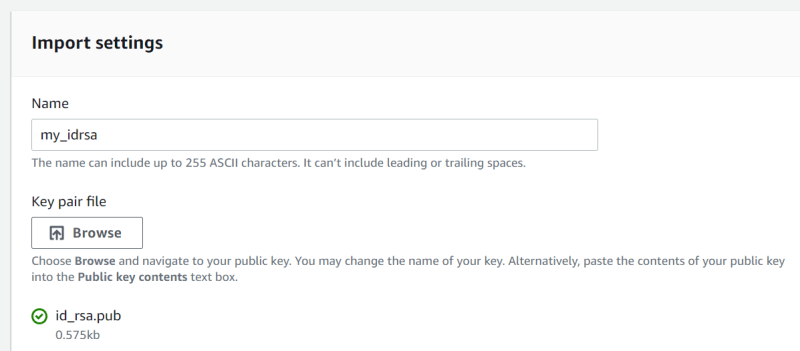 Import settings
Name
my_idrsa
The name can include up to 255 ASCII characters. It can't include leading or trailing spaces.
Key pair file
Browse
Choose Browse and navigate to your public key. You may change the name of your key. Alternatively, paste the contents of your public key
into the Public key contents text box.
id_rsa.pub
0.575kb